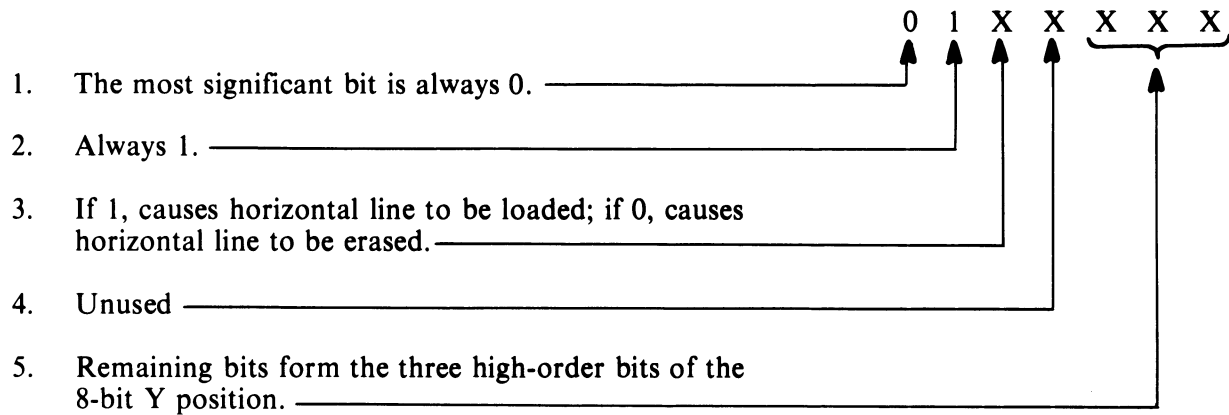 0 1 X X X X X
1. The most significant bit is always 0.
2. Always 1.
3. If 1, causes horizontal line to be loaded; if 0, causes
horizontal line to be erased.
4. Unused
5. Remaining bits form the three high-order bits of the
8-bit Y position.